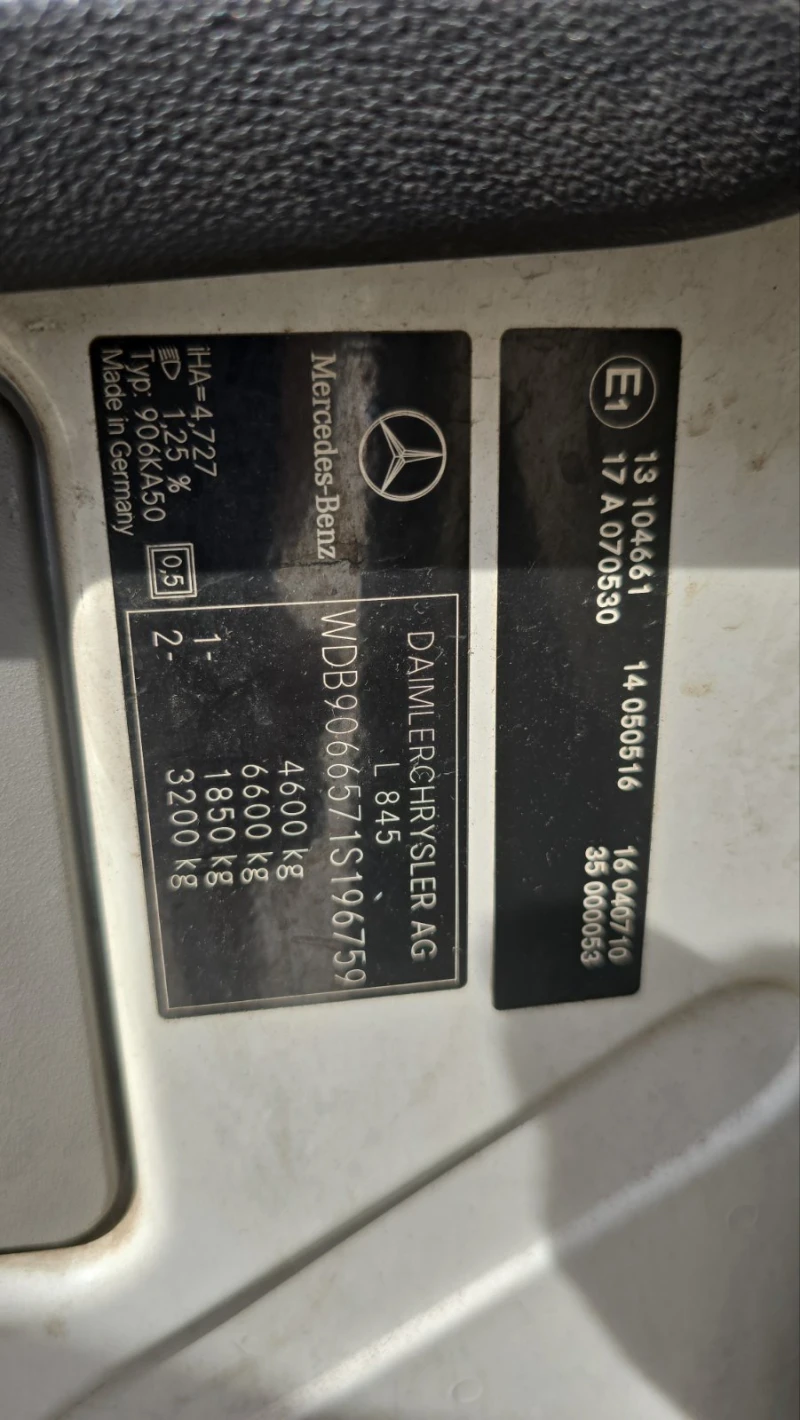 E1
13 104661 14 050516 16 040710
17 A 070530 35 000053
DAIMLERCHRYSLER AG
L 845
WDB9066571S196759
4600 kg
6600 kg
1- 1850 kg
2- 3200 kg
Mercedes-Benz
iHA=4,727
1,25 %
Typ: 906KA50 0,5
Made in Germany